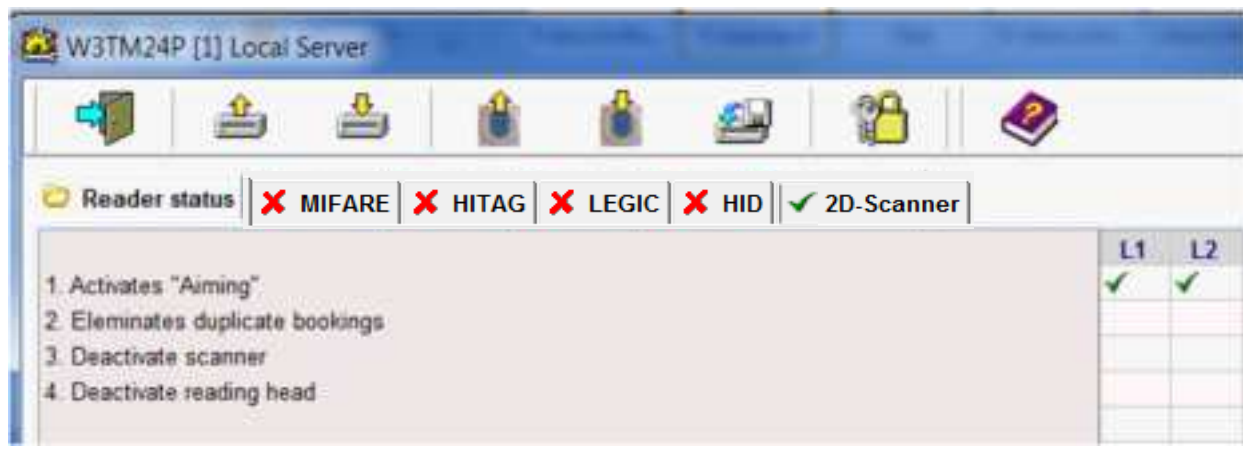 W3TM24P [1] Local Server
Reader status MIFARE HITAG LEGIC HID 2D-Scanner
L1 L2
1. Activates "Aiming"
2. Eleminates duplicate bookings
3. Deactivate scanner
4. Deactivate reading head